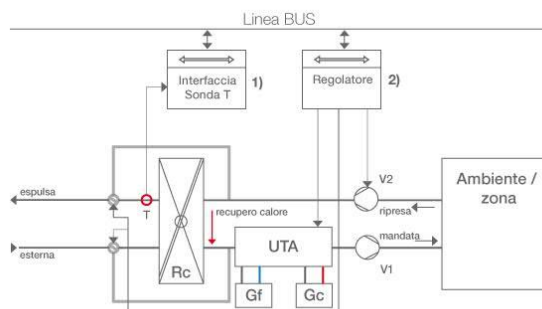 Linea BUS
Interfaccia
Sonda T
1)
Regolatore
2)
espulsa
T
V2
ripresa
Ambiente /
zona
recupero calore
esterna
Rc
UTA
mandata
V1
Gf
Gc